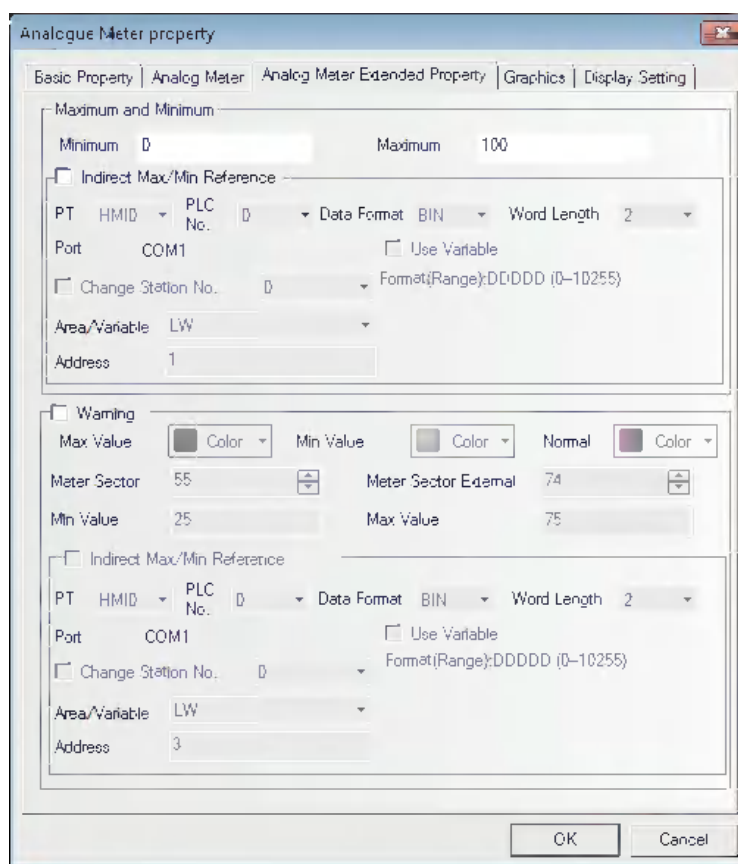 Analogue Meter property
Basic Property Analog Meter Analog Meter Extended Property Graphics Display Setting
Maximum and Minimum
Minimum 0 Maximum 100
Indirect Max/Min Reference
PT HMI0 PLC No. 0 Data Format BIN Word Length 2
Port COM1 Use Variable
Change Station No. 0 Format(Range):DDDDD (0~10255)
Area/Variable LW
Address 1
Warning
Max Value Color Min Value Color Normal Color
Meter Sector 55 Meter Sector External 74
Min Value 25 Max Value 75
Indirect Max/Min Reference
PT HMI0 PLC No. 0 Data Format BIN Word Length 2
Port COM1 Use Variable
Change Station No. 0 Format(Range):DDDDD (0~10255)
Area/Variable LW
Address 3
OK Cancel